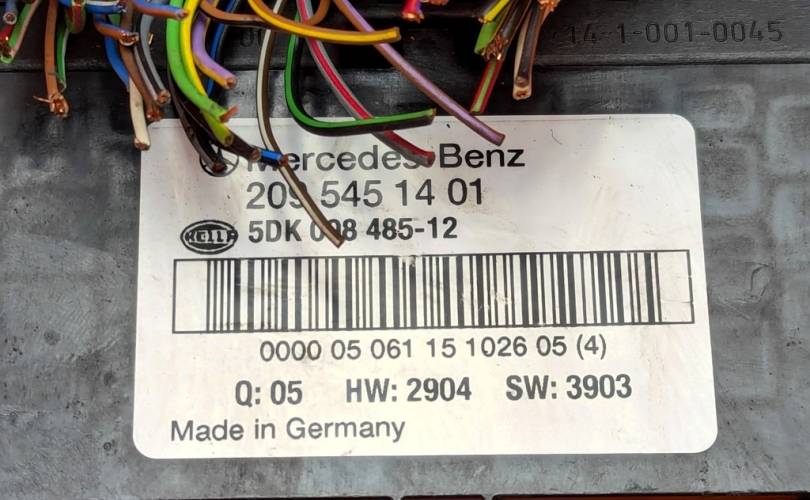 14-1-001-0045
Mercedes-Benz
209 545 14 01
HELLA 5DK 008 485-12
0000 05 061 15 1026 05 (4)
Q: 05 HW: 2904 SW: 3903
Made in Germany